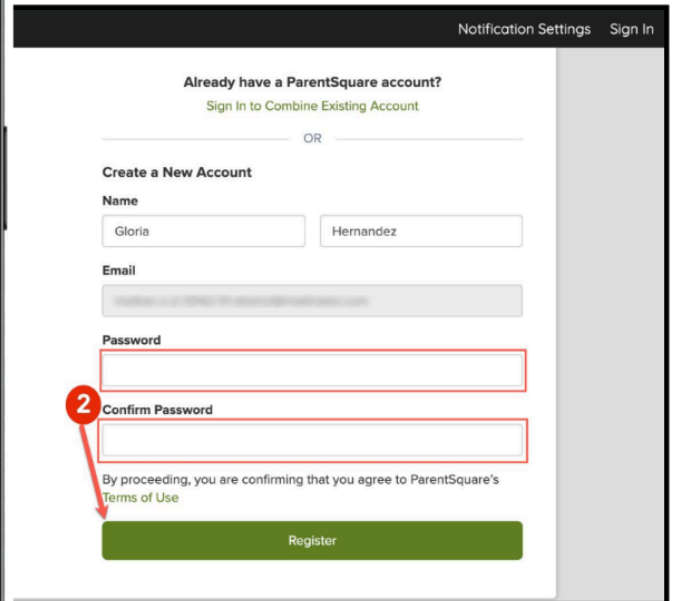 Notification Settings Sign In
Already have a ParentSquare account?
Sign In to Combine Existing Account
OR
Create a New Account
Name
Gloria Hernandez
Email
Password
2
Confirm Password
By proceeding, you are confirming that you agree to ParentSquare's
Terms of Use
Register